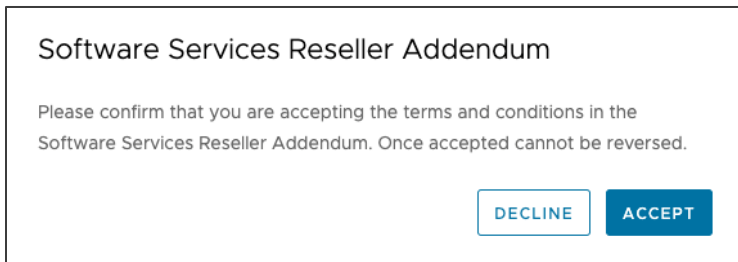 Software Services Reseller Addendum
Please confirm that you are accepting the terms and conditions in the
Software Services Reseller Addendum. Once accepted cannot be reversed.
DECLINE ACCEPT